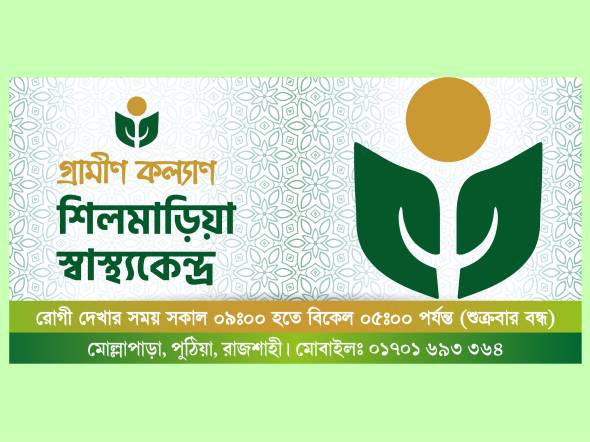 গ্রামীণ কল্যাণ
শিলমাড়িয়া
স্বাস্থ্যকেন্দ্র
রোগী দেখার সময় সকাল ০৯ঃ০০ হতে বিকেল ০৫ঃ০০ পর্যন্ত (শুক্রবার বন্ধ)
মোল্লাপাড়া, পুঠিয়া, রাজশাহী। মোবাইলঃ ০১৭০১ ৬৯৩ ৩৬৪